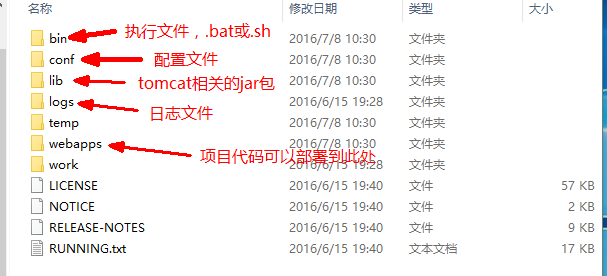 名称 修改日期 类型 大小
bin 执行文件，.bat或.sh 2016/7/8 10:30 文件夹
conf 配置文件 2016/7/8 10:30 文件夹
lib tomcat相关的jar包 2016/7/8 10:30 文件夹
logs 日志文件 2016/6/15 19:28 文件夹
temp 2016/7/8 10:30 文件夹
webapps 项目代码可以部署到此处 2016/7/8 10:30 文件夹
work 2016/6/15 19:28 文件夹
LICENSE 2016/6/15 19:40 文件 57 KB
NOTICE 2016/6/15 19:40 文件 2 KB
RELEASE-NOTES 2016/6/15 19:40 文件 9 KB
RUNNING.txt 2016/6/15 19:40 文本文档 17 KB